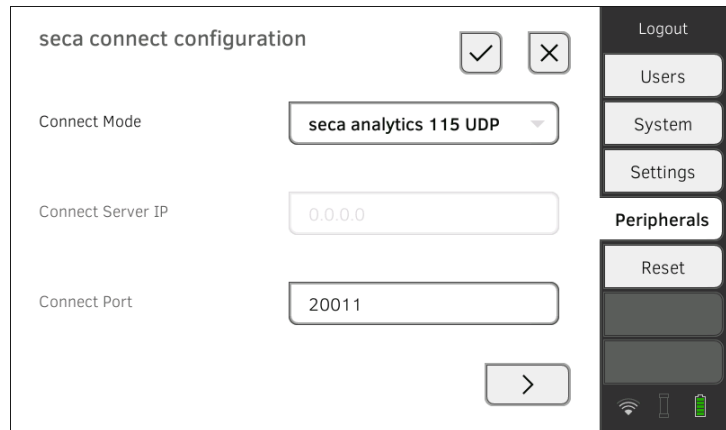 seca connect configuration
Connect Mode
seca analytics 115 UDP
Connect Server IP
0.0.0.0
Connect Port
20011
Logout
Users
System
Settings
Peripherals
Reset